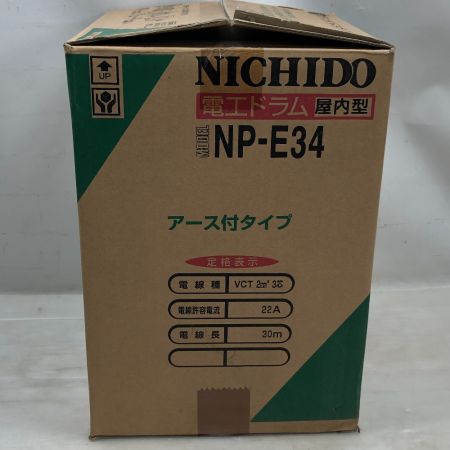 UP
NICHIDO
電工ドラム 屋内型
MODEL NP-E34
アース付タイプ
定格表示
電線種 VCT 2㎟ 3芯
電線許容電流 22A
電線長 30m